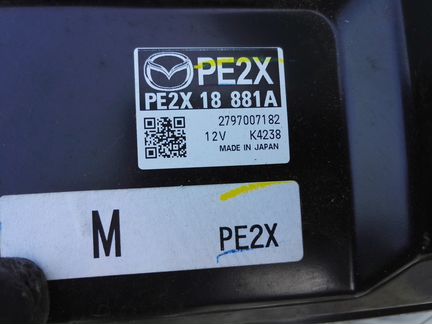 PE2X
PE2X 18 881A
2797007182
12V K4238
MADE IN JAPAN
M PE2X